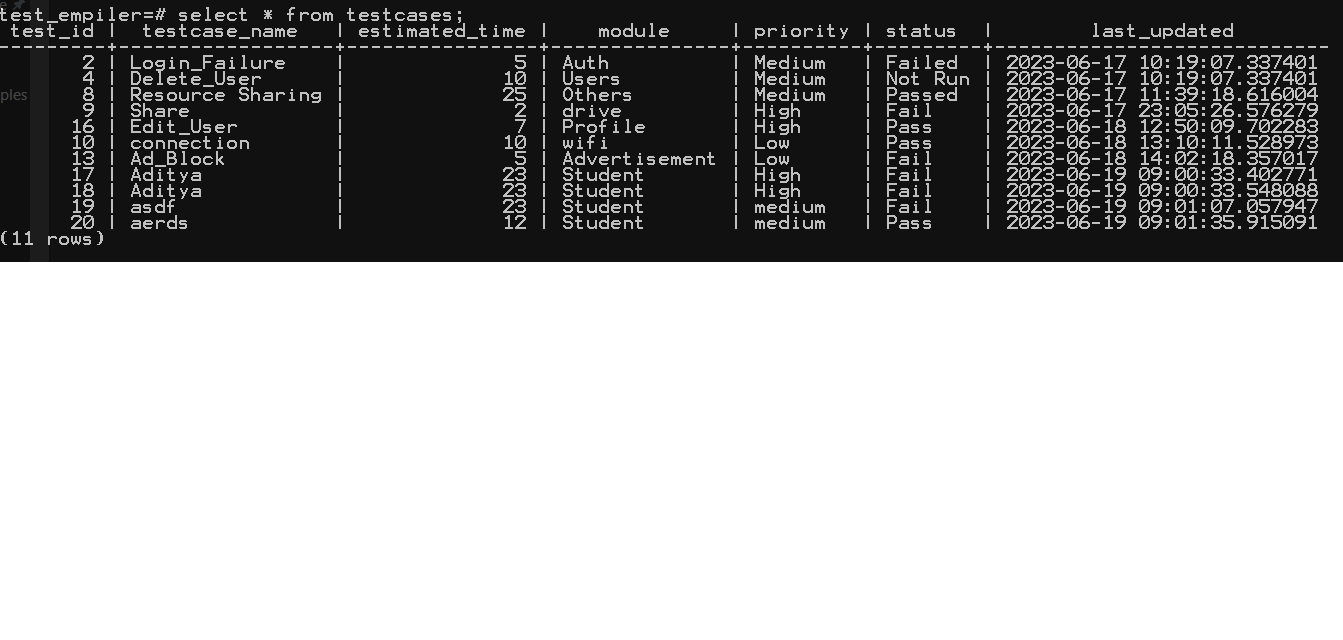 test_empiler=# select * from testcases;
test_id | testcase_name | estimated_time | module | priority | status | last_updated
--------+------------------+----------------+---------------+----------+---------+----------------------------
2 | Login_Failure | 5 | Auth | Medium | Failed | 2023-06-17 10:19:07.337401
4 | Delete_User | 10 | Users | Medium | Not Run | 2023-06-17 10:19:07.337401
ples
8 | Resource Sharing | 25 | Others | Medium | Passed | 2023-06-17 11:39:18.616004
9 | Share | 2 | drive | High | Fail | 2023-06-17 23:05:26.576279
16 | Edit_User | 7 | Profile | High | Pass | 2023-06-18 12:50:09.702283
10 | connection | 10 | wifi | Low | Pass | 2023-06-18 13:10:11.528973
13 | Ad_Block | 5 | Advertisement | Low | Fail | 2023-06-18 14:02:18.357017
17 | Aditya | 23 | Student | High | Fail | 2023-06-19 09:00:33.402771
18 | Aditya | 23 | Student | High | Fail | 2023-06-19 09:00:33.548088
19 | asdf | 23 | Student | medium | Fail | 2023-06-19 09:01:07.057947
20 | aerds | 12 | Student | medium | Pass | 2023-06-19 09:01:35.915091
(11 rows)